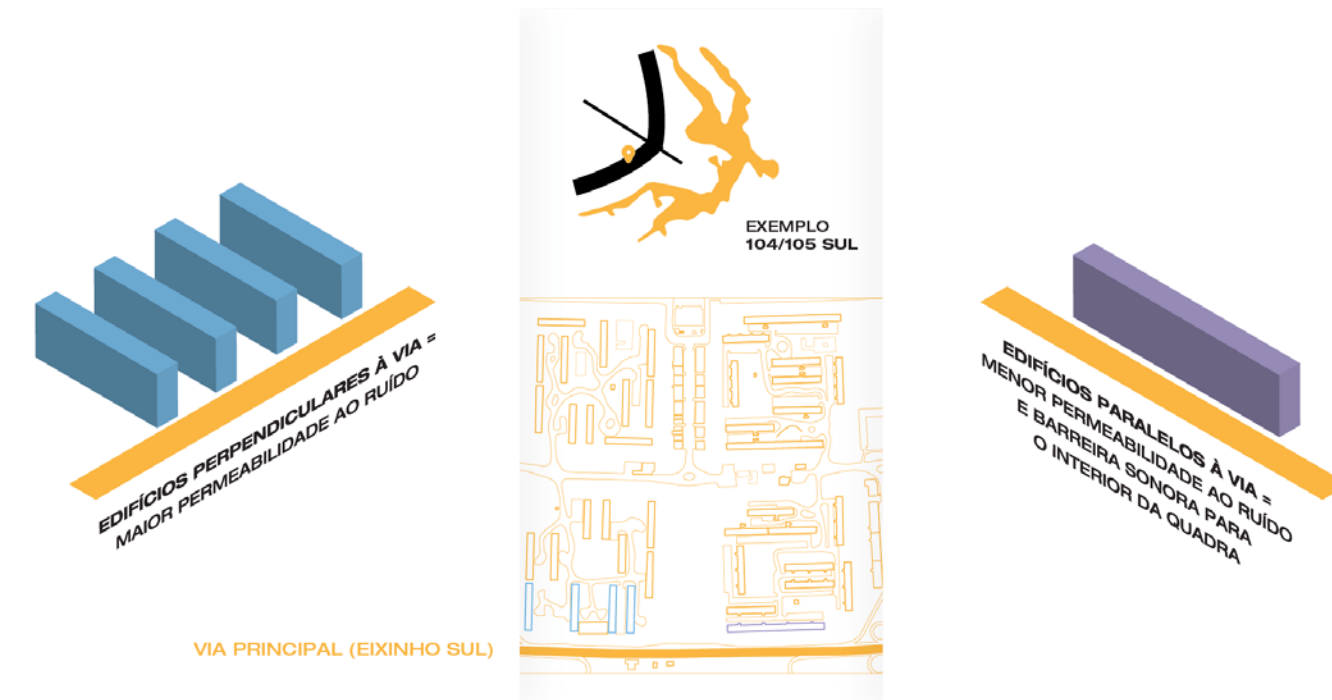 EXEMPLO
104/105 SUL
EDIFÍCIOS PERPENDICULARES À VIA =
MAIOR PERMEABILIDADE AO RUÍDO
EDIFÍCIOS PARALELOS À VIA =
MENOR PERMEABILIDADE AO RUÍDO
E BARREIRA SONORA PARA
O INTERIOR DA QUADRA
VIA PRINCIPAL (EIXINHO SUL)